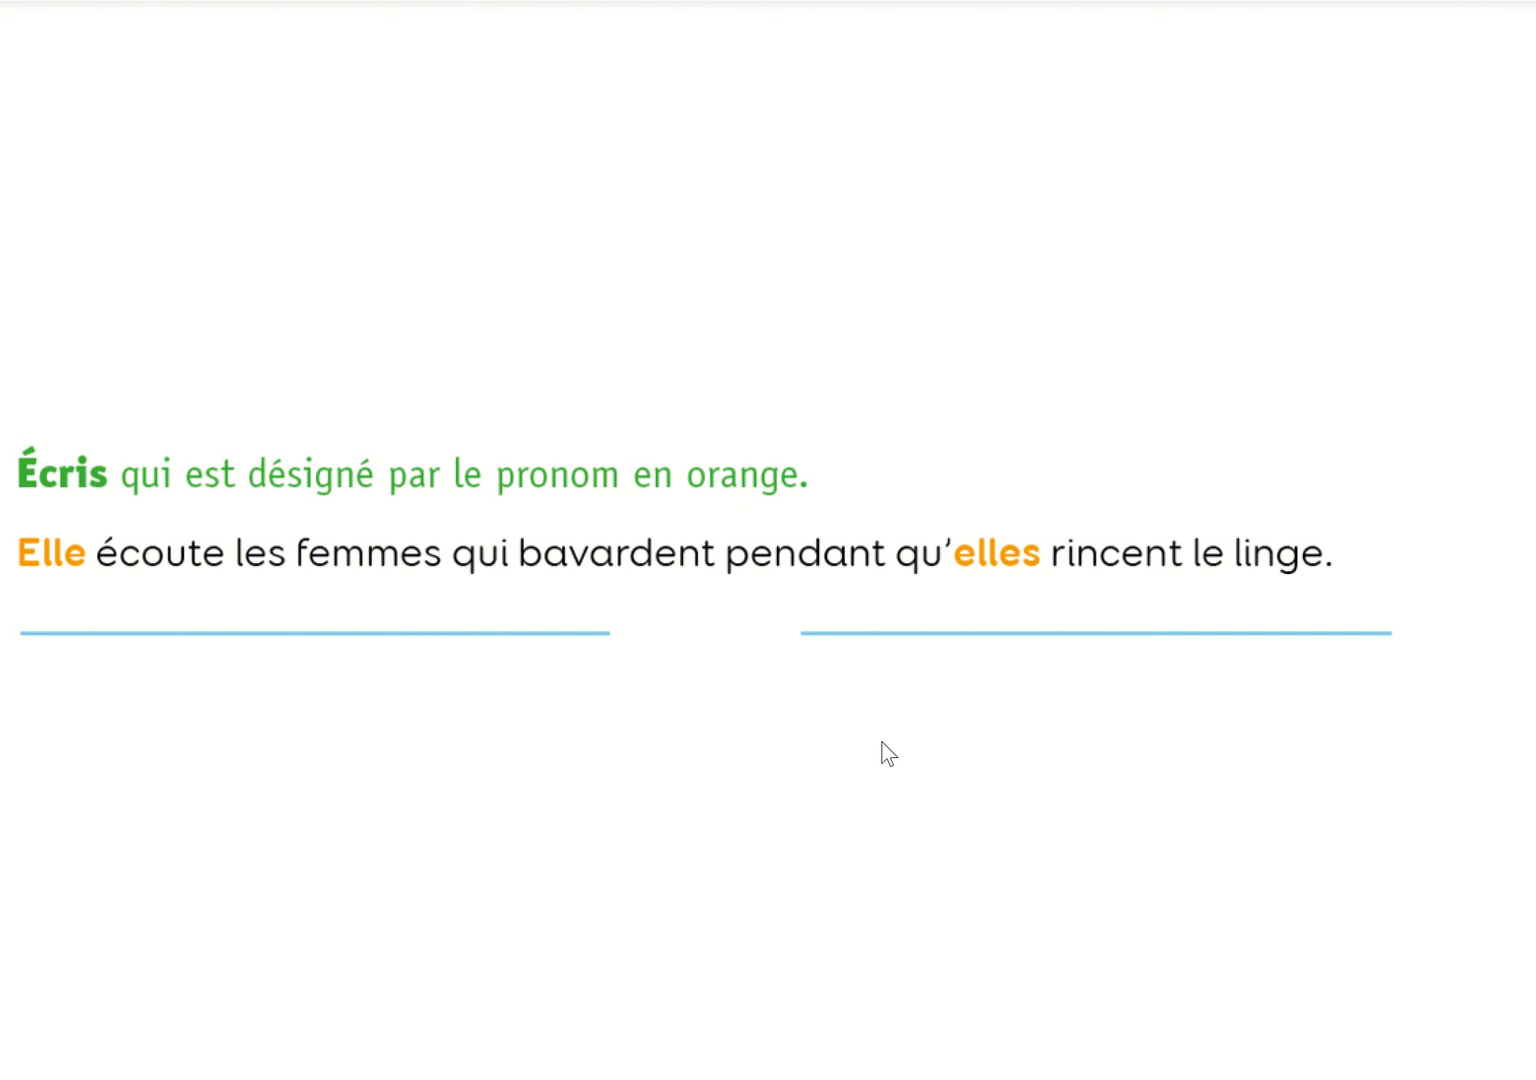 Écris qui est désigné par le pronom en orange.
Elle écoute les femmes qui bavardent pendant qu’elles rincent le linge.